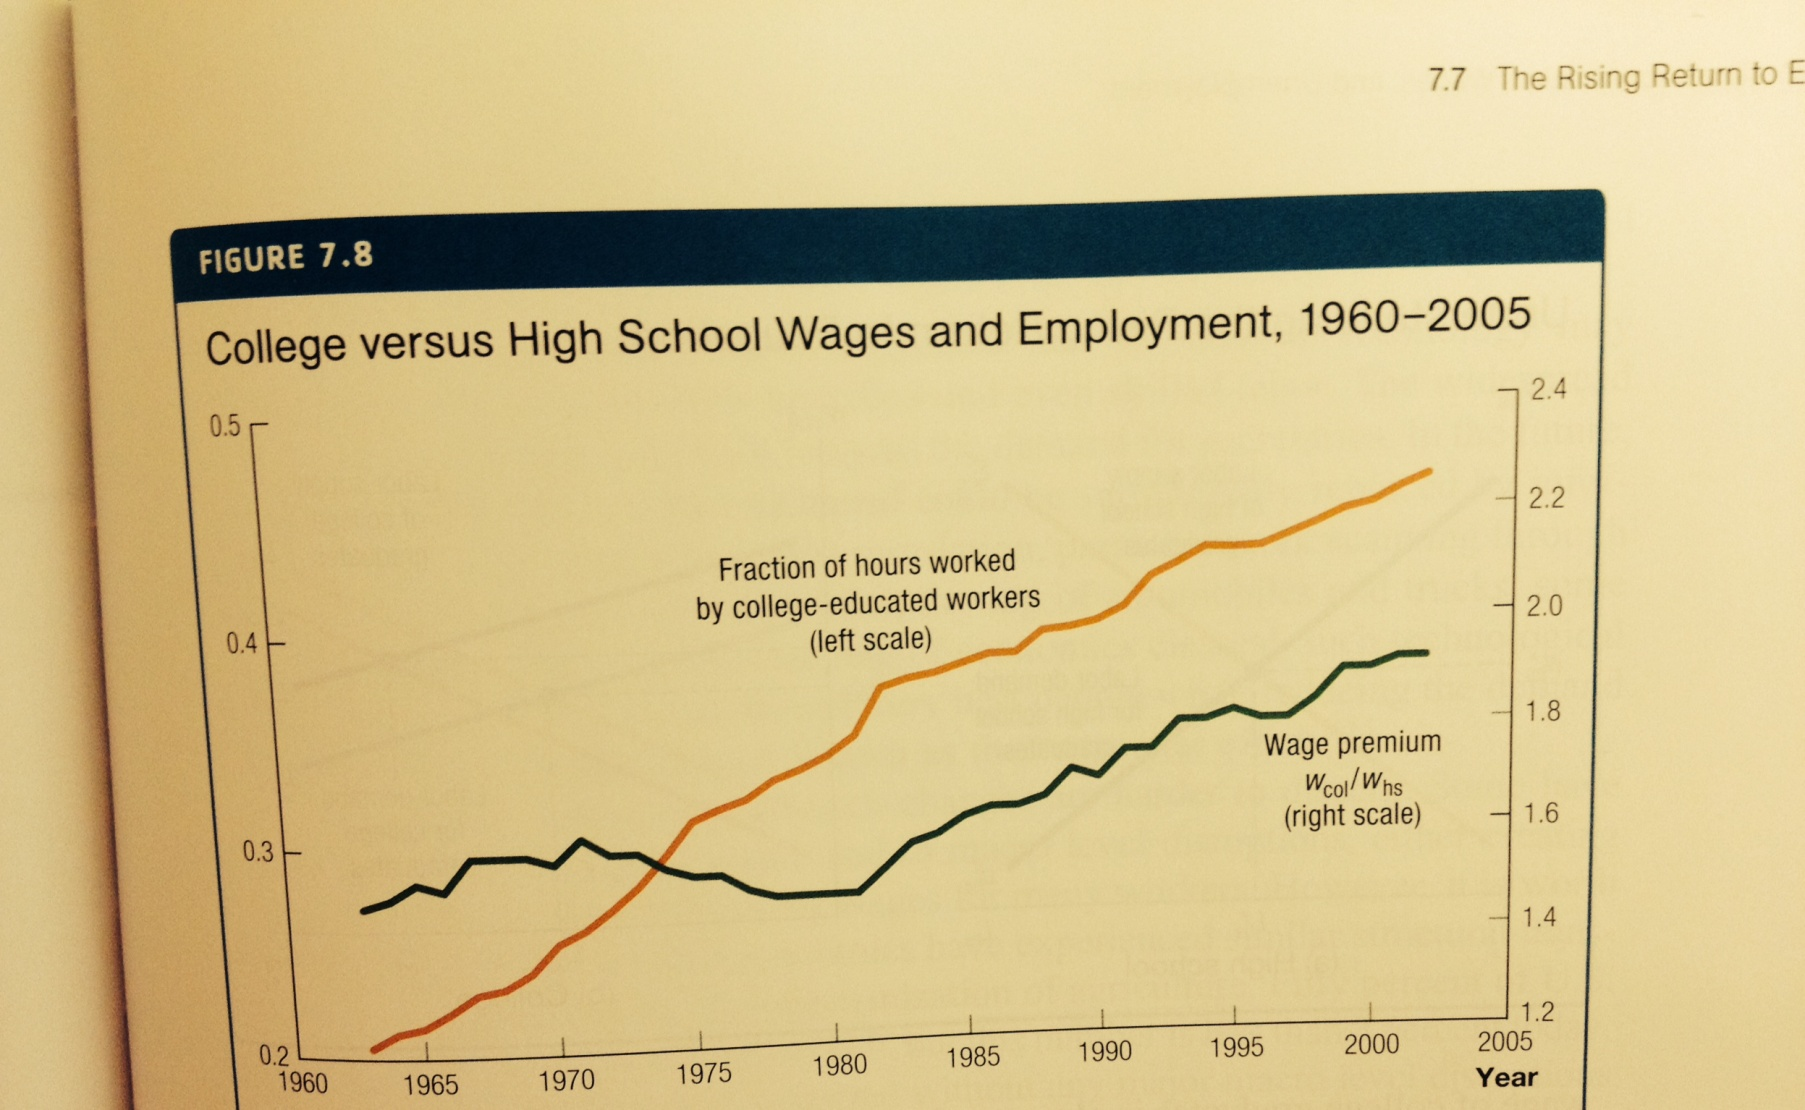 7.7 The Rising Return to E
FIGURE 7.8
College versus High School Wages and Employment, 1960–2005
0.5
0.4
0.3
0.2
Fraction of hours worked
by college-educated workers
(left scale)
2.4
2.2
2.0
1.8
1.6
1.4
1.2
Wage premium
wcol/whs
(right scale)
1960 1965 1970 1975 1980 1985 1990 1995 2000 2005
Year